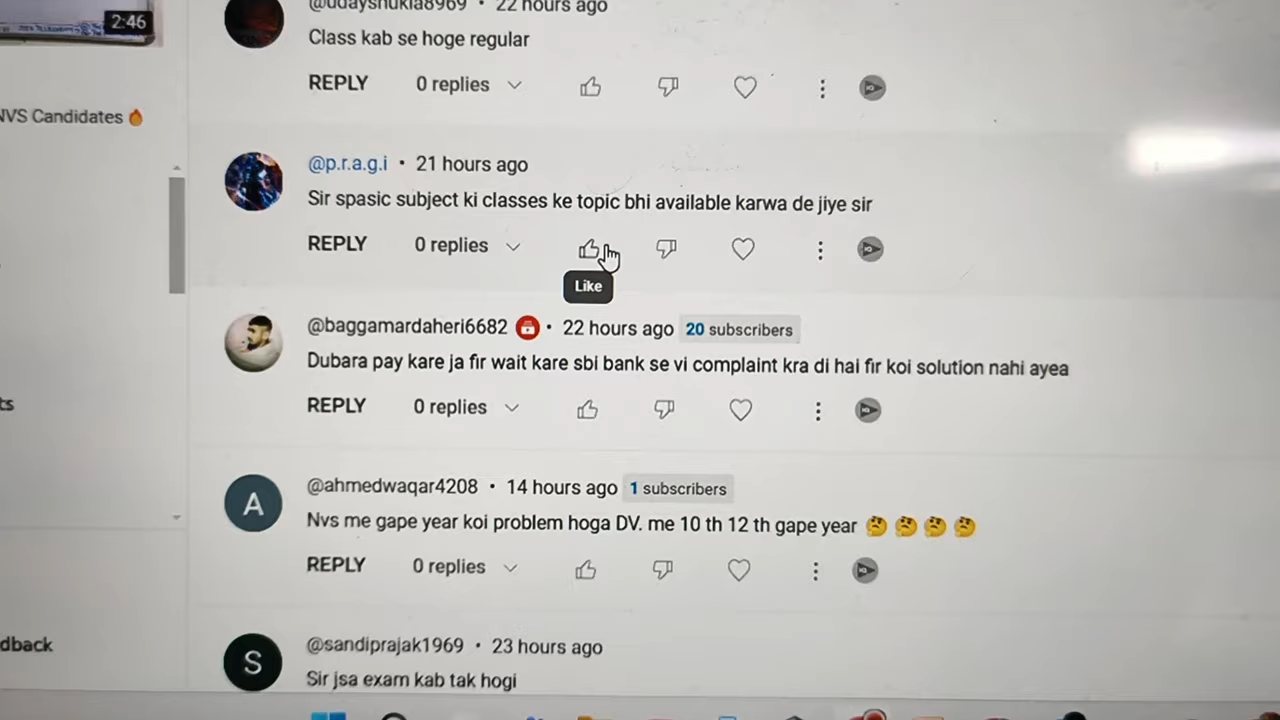 2:46
@udayshukla8969 • 22 hours ago
Class kab se hoge regular
REPLY 0 replies
NVS Candidates 🔥
@p.r.a.g.i • 21 hours ago
Sir spasic subject ki classes ke topic bhi available karwa de jiye sir
REPLY 0 replies
Like
@baggamardaheri6682 • 22 hours ago 20 subscribers
Dubara pay kare ja fir wait kare sbi bank se vi complaint kra di hai fir koi solution nahi ayea
REPLY 0 replies
ts
A
@ahmedwaqar4208 • 14 hours ago 1 subscribers
Nvs me gape year koi problem hoga DV. me 10 th 12 th gape year 🤔 🤔 🤔 🤔
REPLY 0 replies
dback
S
@sandiprajak1969 • 23 hours ago
Sir jsa exam kab tak hogi